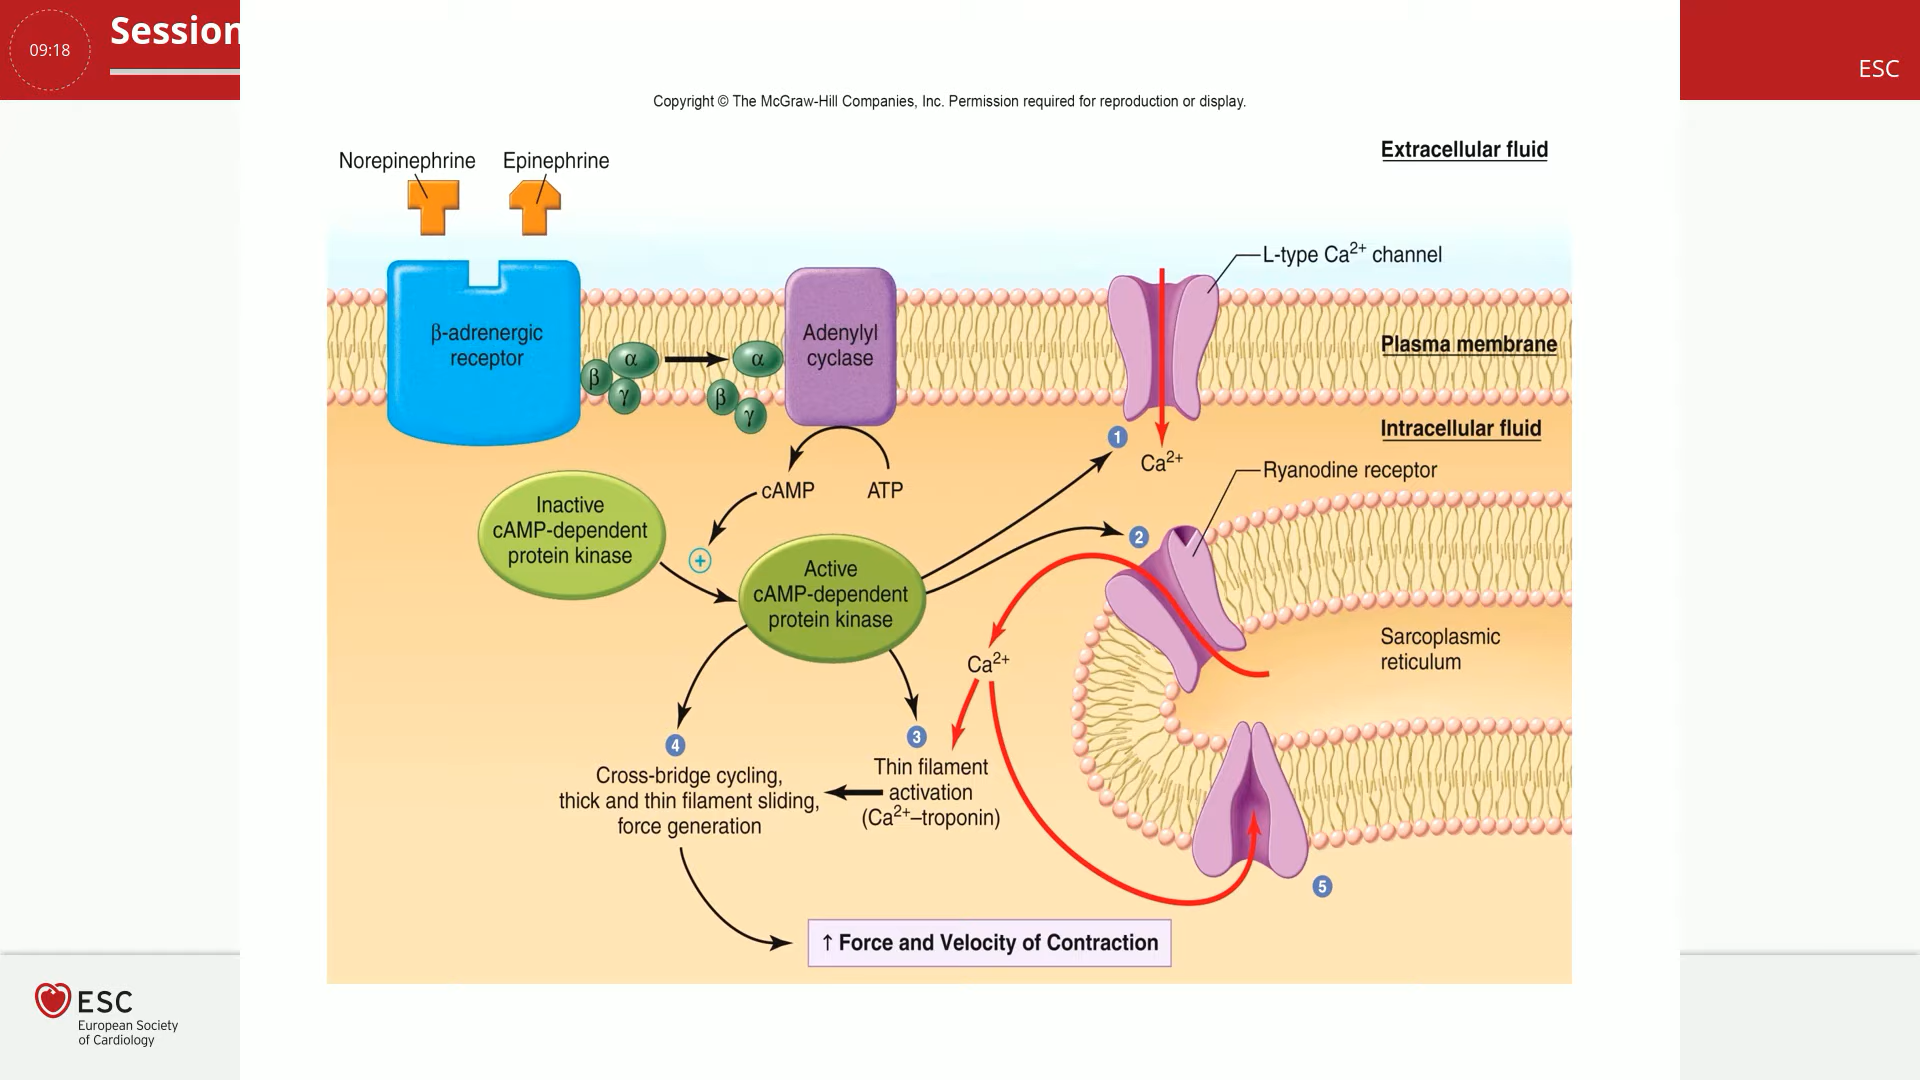 09:18
Session
ESC
Copyright © The McGraw-Hill Companies, Inc. Permission required for reproduction or display.
Extracellular fluid
Norepinephrine
Epinephrine
L-type Ca²⁺ channel
β-adrenergic
receptor
Adenylyl
cyclase
Plasma membrane
α
β
γ
α
β
γ
Intracellular fluid
1
Ca²⁺
Ryanodine receptor
cAMP
ATP
Inactive
cAMP-dependent
protein kinase
+
2
Active
cAMP-dependent
protein kinase
Sarcoplasmic
reticulum
Ca²⁺
4
3
Cross-bridge cycling,
thick and thin filament sliding,
force generation
Thin filament
activation
(Ca²⁺–troponin)
5
↑ Force and Velocity of Contraction
ESC
European Society
of Cardiology